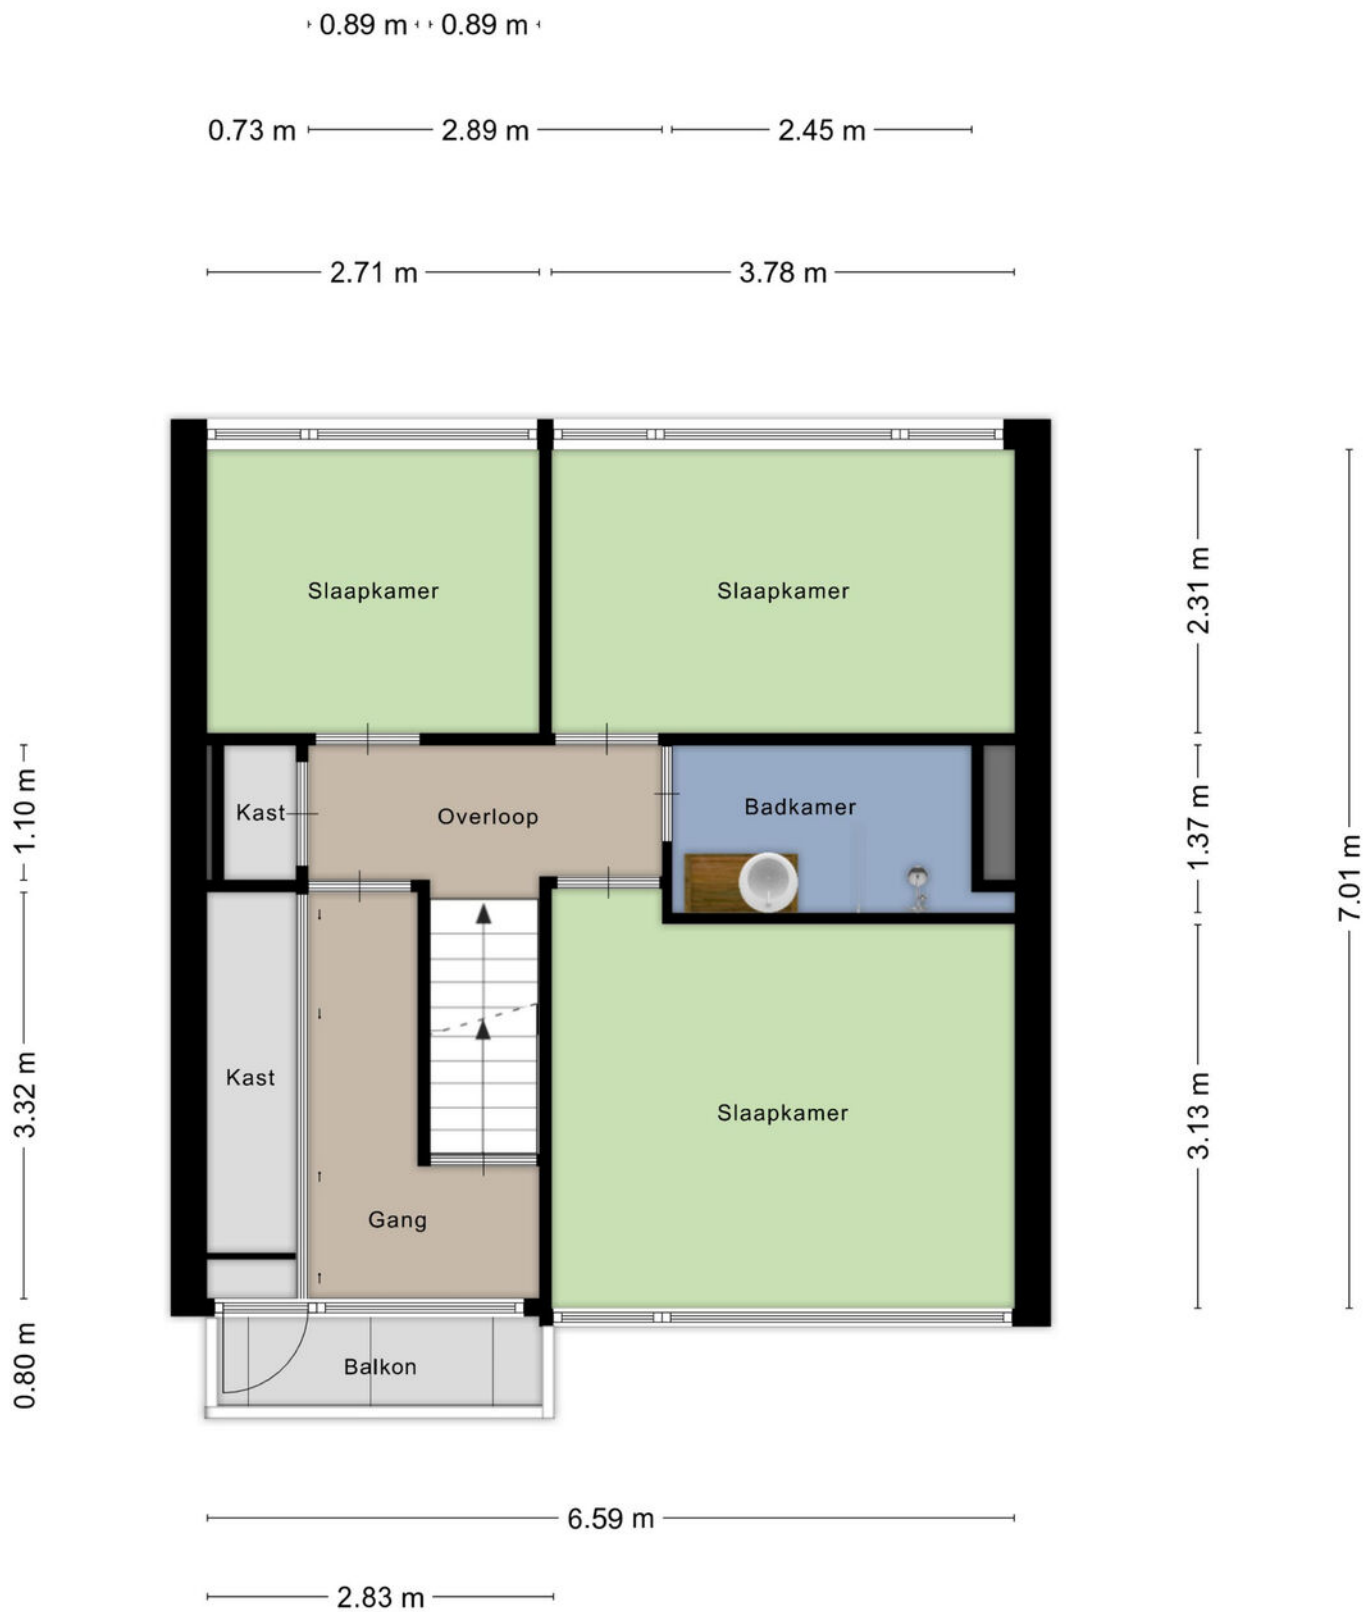 0.89 m 0.89 m
0.73 m 2.89 m 2.45 m
2.71 m 3.78 m
Slaapkamer Slaapkamer
2.31 m
7.01 m
1.10 m
Kast Overloop Badkamer
1.37 m
3.32 m
Kast Slaapkamer
3.13 m
Gang
0.80 m
Balkon
6.59 m
2.83 m